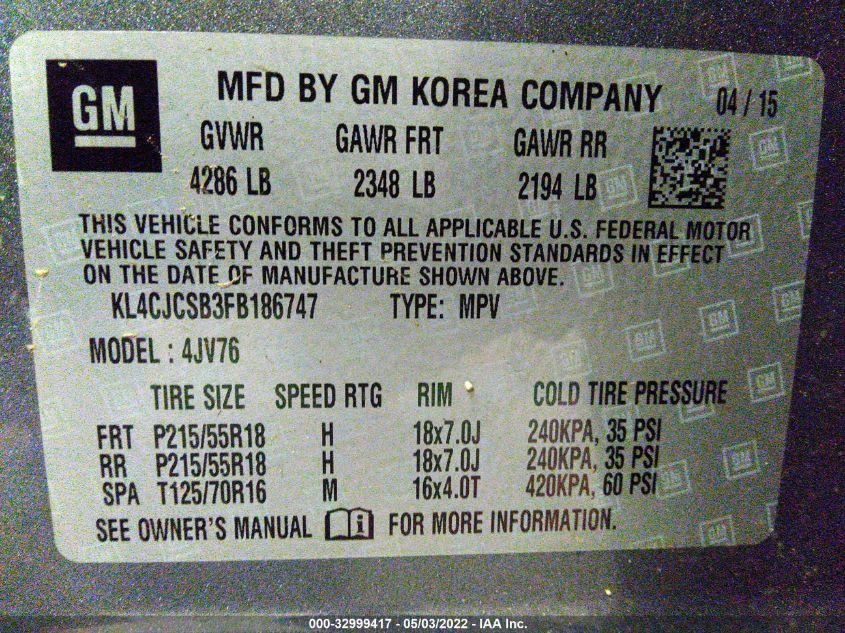 GM MFD BY GM KOREA COMPANY 04 / 15
GVWR GAWR FRT GAWR RR
4286 LB 2348 LB 2194 LB
THIS VEHICLE CONFORMS TO ALL APPLICABLE U.S. FEDERAL MOTOR
VEHICLE SAFETY AND THEFT PREVENTION STANDARDS IN EFFECT
ON THE DATE OF MANUFACTURE SHOWN ABOVE.
KL4CJCSB3FB186747 TYPE: MPV
MODEL : 4JV76
TIRE SIZE SPEED RTG RIM COLD TIRE PRESSURE
FRT P215/55R18 H 18x7.0J 240KPA, 35 PSI
RR P215/55R18 H 18x7.0J 240KPA, 35 PSI
SPA T125/70R16 M 16x4.0T 420KPA, 60 PSI
SEE OWNER'S MANUAL i FOR MORE INFORMATION.
000-32999417 - 05/03/2022 - IAA Inc.